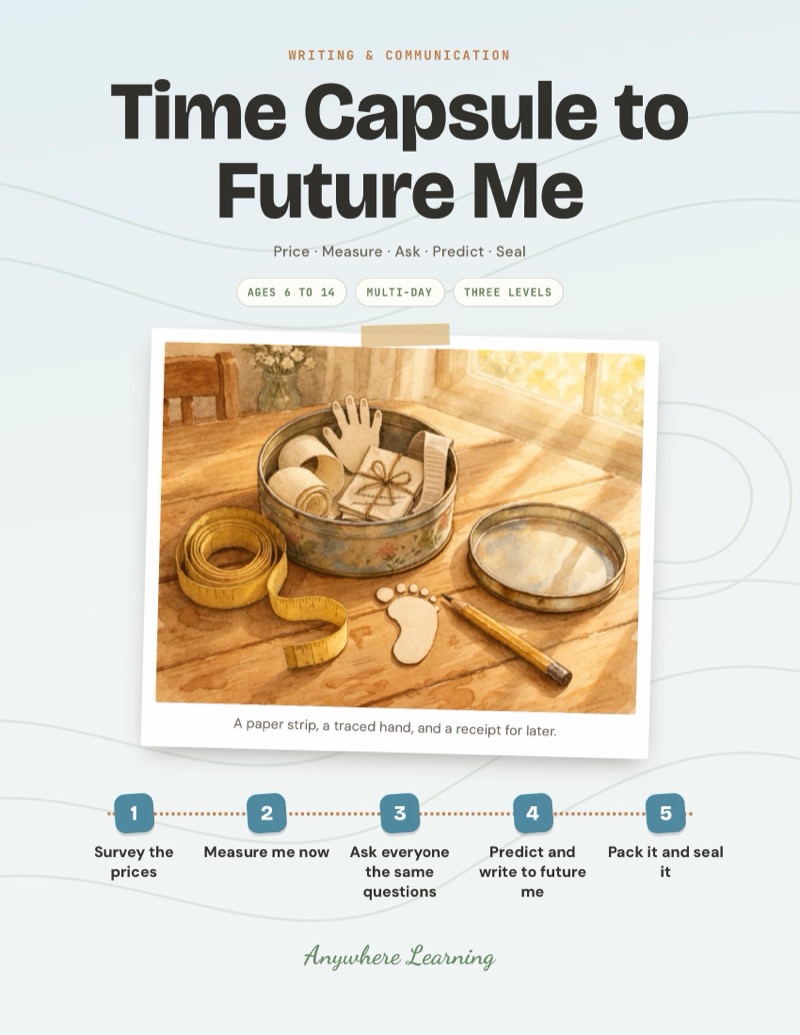 WRITING & COMMUNICATION
Time Capsule to
Future Me
Price · Measure · Ask · Predict · Seal
AGES 6 TO 14
MULTI-DAY
THREE LEVELS
A paper strip, a traced hand, and a receipt for later.
1
2
3
4
5
Survey the
prices
Measure me now
Ask everyone
the same
questions
Predict and
write to future
me
Pack it and seal
it
Anywhere Learning